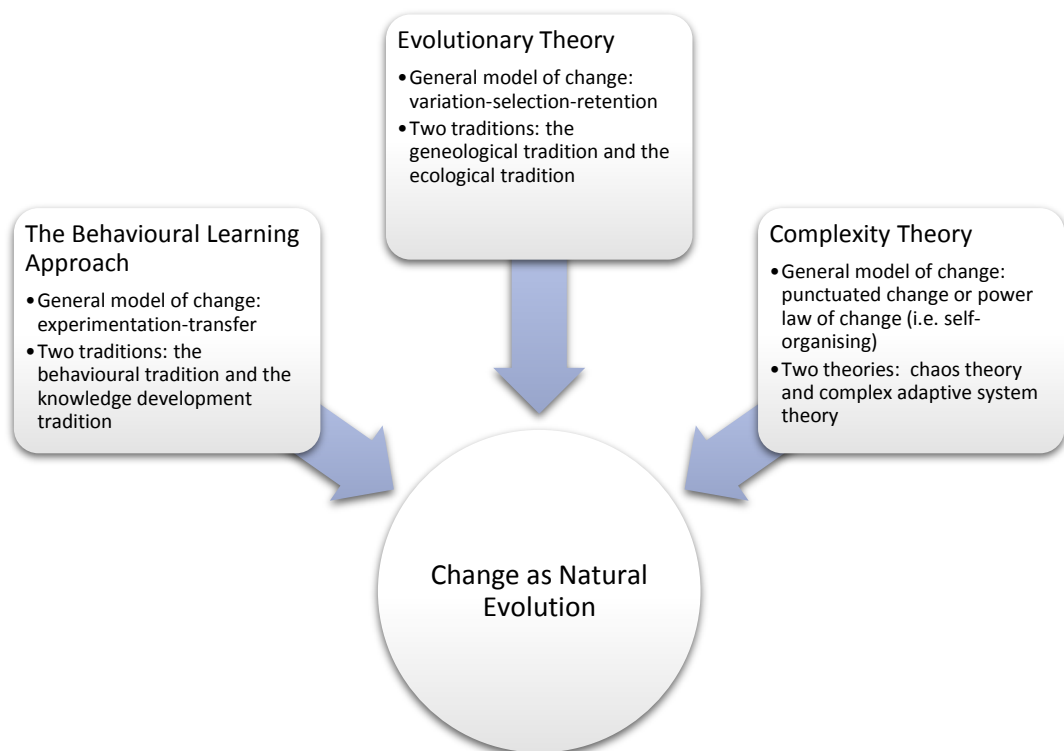 Evolutionary Theory
•General model of change:
variation-selection-retention
•Two traditions: the
geneological tradition and the
ecological tradition
The Behavioural Learning
Approach
•General model of change:
experimentation-transfer
•Two traditions: the
behavioural tradition and the
knowledge development
tradition
Complexity Theory
•General model of change:
punctuated change or power
law of change (i.e. self-
organising)
•Two theories:  chaos theory
and complex adaptive system
theory
Change as Natural
Evolution